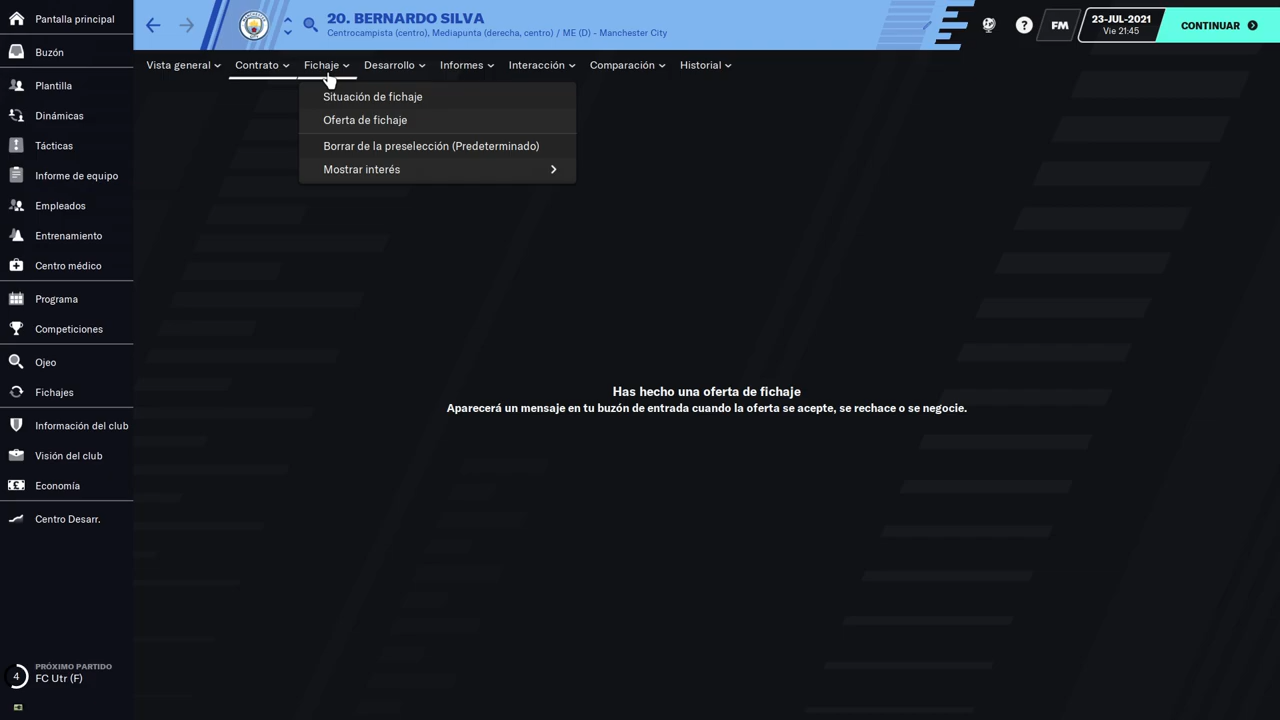 Pantalla principal
Buzón
Plantilla
Dinámicas
Tácticas
Informe de equipo
Empleados
Entrenamiento
Centro médico
Programa
Competiciones
Ojeo
Fichajes
Información del club
Visión del club
Economía
Centro Desarr.
4
PRÓXIMO PARTIDO
FC Utr (F)
20. BERNARDO SILVA
Centrocampista (centro), Mediapunta (derecha, centro) / ME (D) - Manchester City
?
FM
23-JUL-2021
Vie 21:45
CONTINUAR
Vista general Contrato Fichaje Desarrollo Informes Interacción Comparación Historial
Situación de fichaje
Oferta de fichaje
Borrar de la preselección (Predeterminado)
Mostrar interés
Has hecho una oferta de fichaje
Aparecerá un mensaje en tu buzón de entrada cuando la oferta se acepte, se rechace o se negocie.